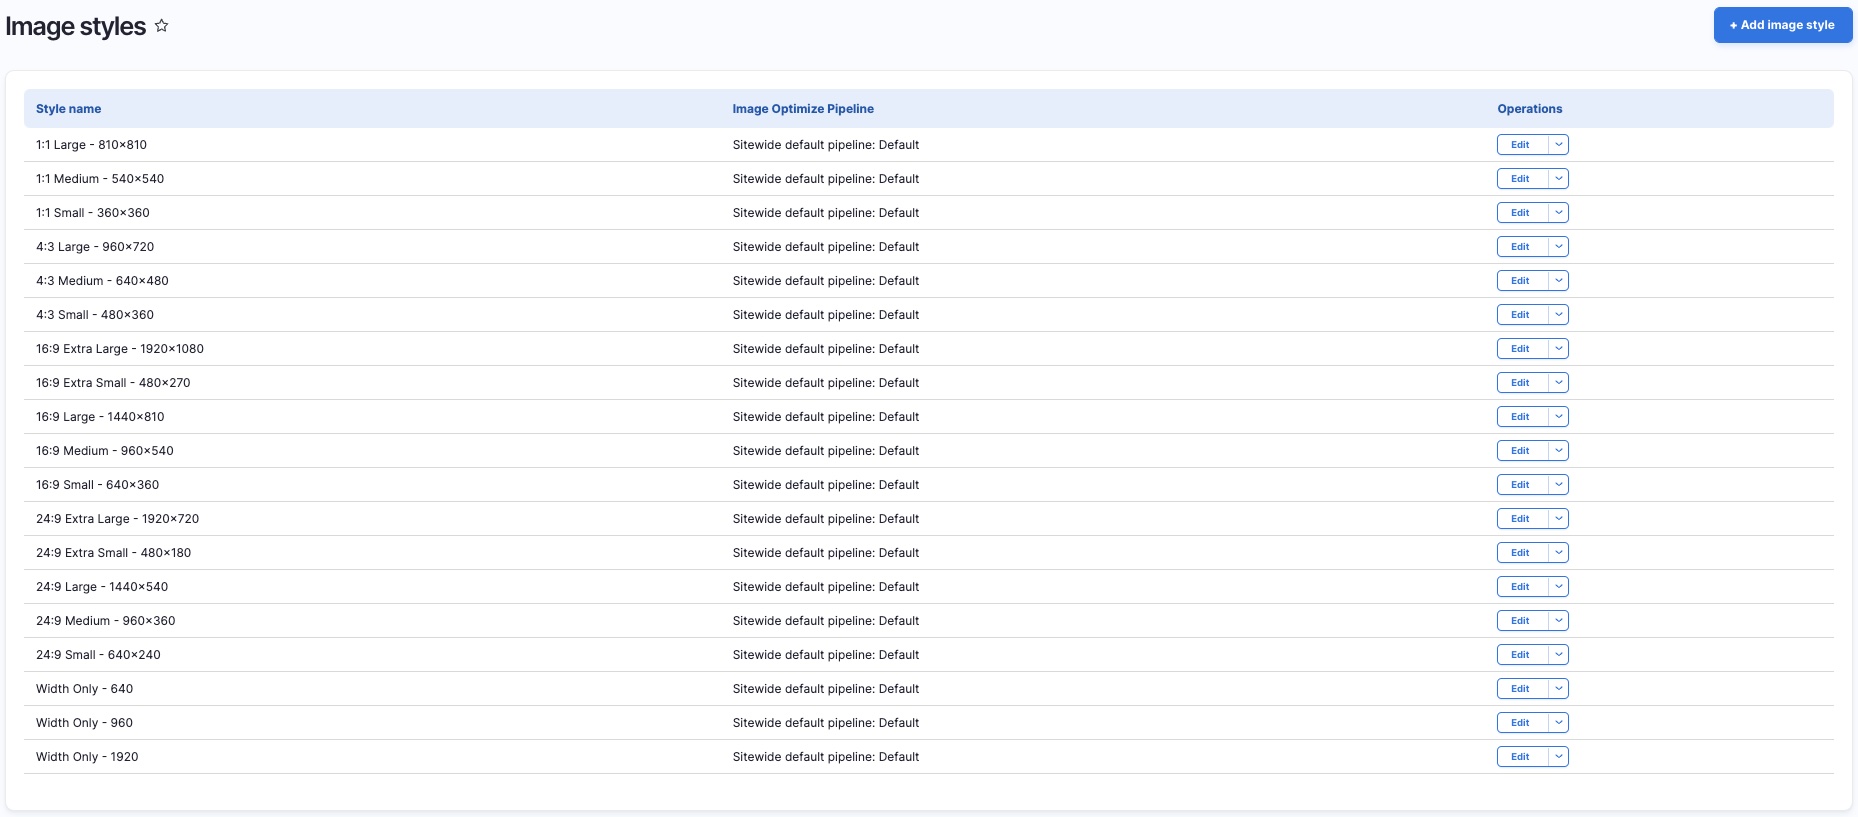 Image styles
+ Add image style
Style name Image Optimize Pipeline Operations
1:1 Large - 810×810 Sitewide default pipeline: Default Edit
1:1 Medium - 540×540 Sitewide default pipeline: Default Edit
1:1 Small - 360×360 Sitewide default pipeline: Default Edit
4:3 Large - 960×720 Sitewide default pipeline: Default Edit
4:3 Medium - 640×480 Sitewide default pipeline: Default Edit
4:3 Small - 480×360 Sitewide default pipeline: Default Edit
16:9 Extra Large - 1920×1080 Sitewide default pipeline: Default Edit
16:9 Extra Small - 480×270 Sitewide default pipeline: Default Edit
16:9 Large - 1440×810 Sitewide default pipeline: Default Edit
16:9 Medium - 960×540 Sitewide default pipeline: Default Edit
16:9 Small - 640×360 Sitewide default pipeline: Default Edit
24:9 Extra Large - 1920×720 Sitewide default pipeline: Default Edit
24:9 Extra Small - 480×180 Sitewide default pipeline: Default Edit
24:9 Large - 1440×540 Sitewide default pipeline: Default Edit
24:9 Medium - 960×360 Sitewide default pipeline: Default Edit
24:9 Small - 640×240 Sitewide default pipeline: Default Edit
Width Only - 640 Sitewide default pipeline: Default Edit
Width Only - 960 Sitewide default pipeline: Default Edit
Width Only - 1920 Sitewide default pipeline: Default Edit